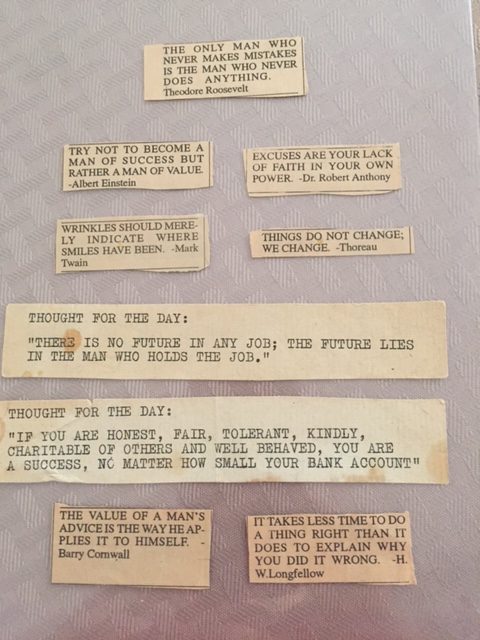 THE ONLY MAN WHO
NEVER MAKES MISTAKES
IS THE MAN WHO NEVER
DOES ANYTHING.
Theodore Roosevelt
TRY NOT TO BECOME A
MAN OF SUCCESS BUT
RATHER A MAN OF VALUE.
-Albert Einstein
EXCUSES ARE YOUR LACK
OF FAITH IN YOUR OWN
POWER. -Dr. Robert Anthony
WRINKLES SHOULD MERE-
LY INDICATE WHERE
SMILES HAVE BEEN. -Mark
Twain
THINGS DO NOT CHANGE;
WE CHANGE. -Thoreau
THOUGHT FOR THE DAY:
"THERE IS NO FUTURE IN ANY JOB; THE FUTURE LIES
IN THE MAN WHO HOLDS THE JOB."
THOUGHT FOR THE DAY:
"IF YOU ARE HONEST, FAIR, TOLERANT, KINDLY,
CHARITABLE OF OTHERS AND WELL BEHAVED, YOU ARE
A SUCCESS, NO MATTER HOW SMALL YOUR BANK ACCOUNT"
THE VALUE OF A MAN'S
ADVICE IS THE WAY HE AP-
PLIES IT TO HIMSELF. -
Barry Cornwall
IT TAKES LESS TIME TO DO
A THING RIGHT THAN IT
DOES TO EXPLAIN WHY
YOU DID IT WRONG. -H.
W.Longfellow